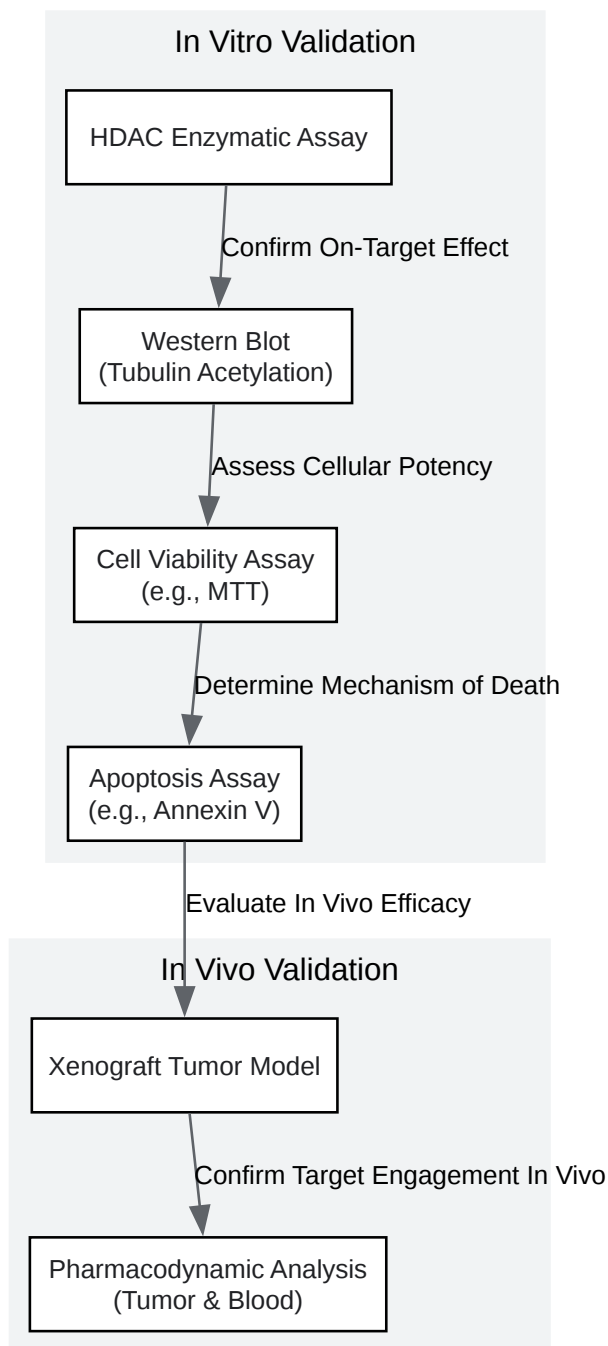 In Vitro Validation
HDAC Enzymatic Assay
Confirm On-Target Effect
Western Blot
(Tubulin Acetylation)
Assess Cellular Potency
Cell Viability Assay
(e.g., MTT)
Determine Mechanism of Death
Apoptosis Assay
(e.g., Annexin V)
Evaluate In Vivo Efficacy
In Vivo Validation
Xenograft Tumor Model
Confirm Target Engagement In Vivo
Pharmacodynamic Analysis
(Tumor & Blood)